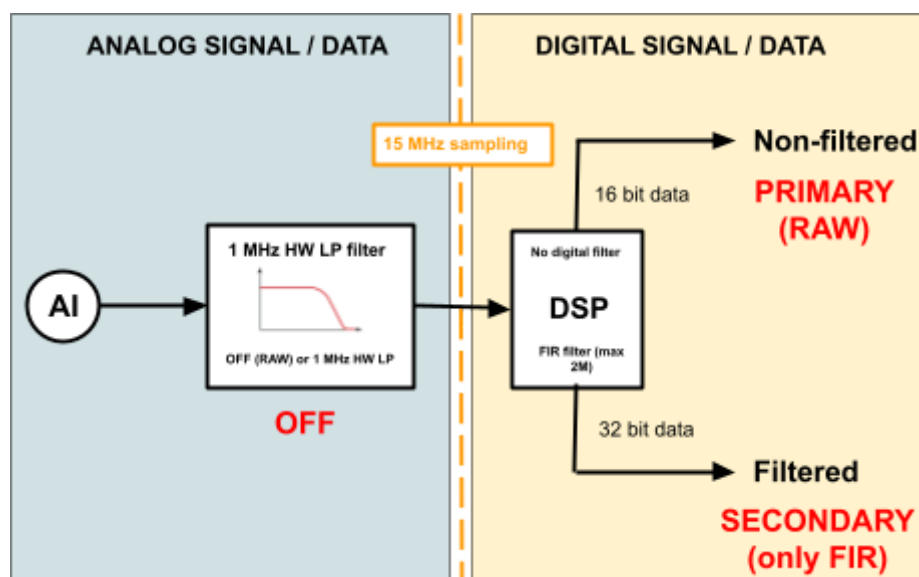 ANALOG SIGNAL / DATA
DIGITAL SIGNAL / DATA
15 MHz sampling
Non-filtered
16 bit data
PRIMARY
(RAW)
1 MHz HW LP filter
No digital filter
AI
DSP
OFF (RAW) or 1 MHz HW LP
FIR filter (max
2M)
OFF
32 bit data
Filtered
SECONDARY
(only FIR)